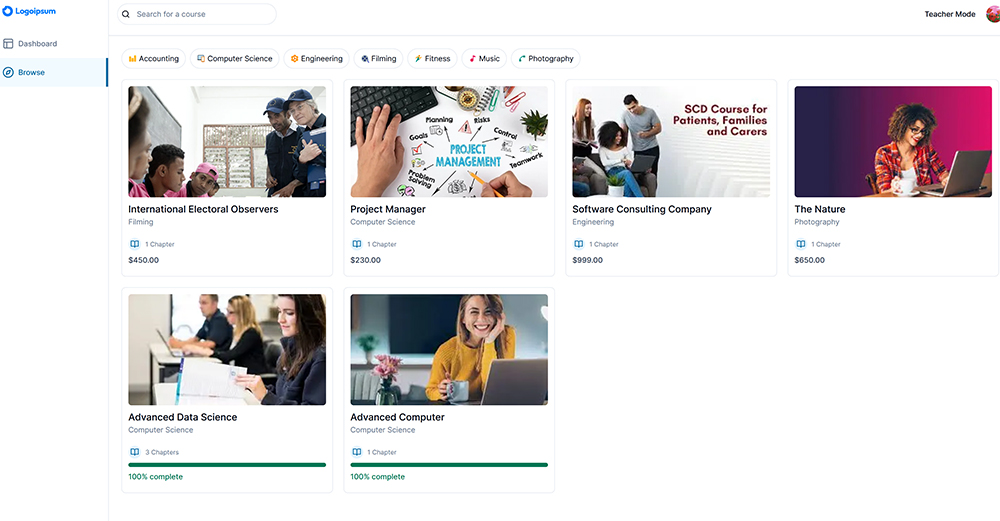 Logoipsum
Search for a course
Teacher Mode
Dashboard
Browse
Accounting
Computer Science
Engineering
Filming
Fitness
Music
Photography
International Electoral Observers
Filming
1 Chapter
$450.00
Planning
Risks
Goals
Control
PROJECT
MANAGEMENT
Teamwork
Problem
Solving
Project Manager
Computer Science
1 Chapter
$230.00
SCD Course for
Patients, Families
and Carers
Software Consulting Company
Engineering
1 Chapter
$999.00
The Nature
Photography
1 Chapter
$650.00
Advanced Data Science
Computer Science
3 Chapters
100% complete
Advanced Computer
Computer Science
1 Chapter
100% complete